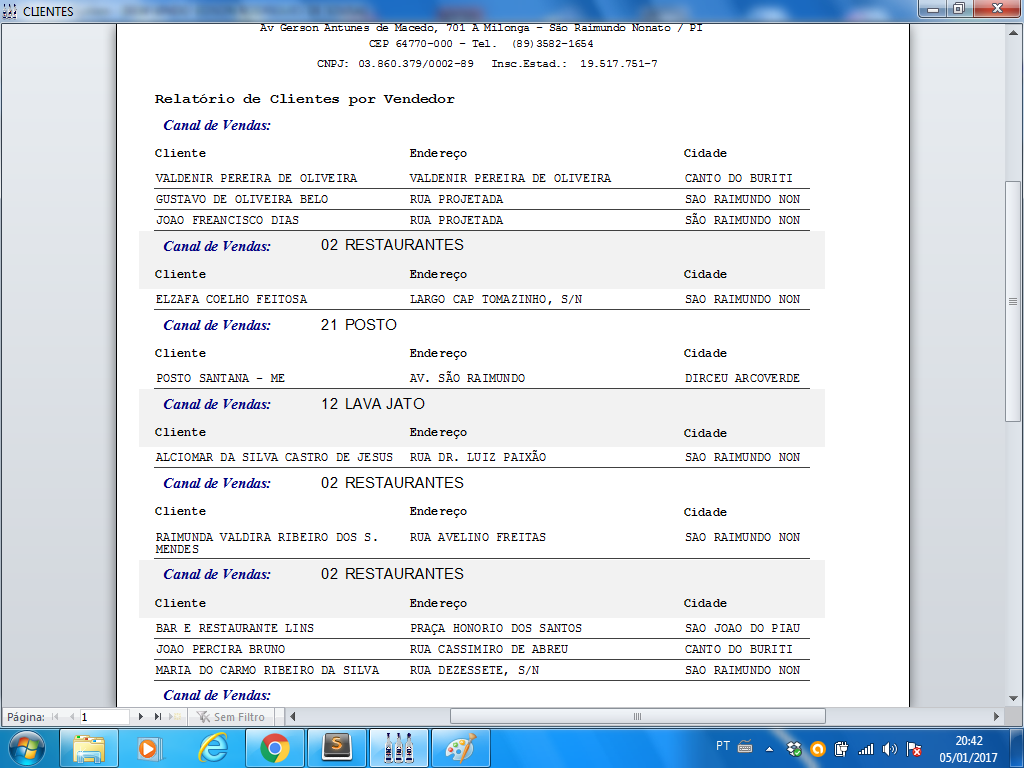 CLIENTES
Av Gerson Antunes de Macedo, 701 A Milonga - São Raimundo Nonato / PI
CEP 64770-000 - Tel. (89)3582-1654
CNPJ: 03.860.379/0002-89 Insc.Estad.: 19.517.751-7
Relatório de Clientes por Vendedor
Canal de Vendas:
Cliente Endereço Cidade
VALDENIR PEREIRA DE OLIVEIRA VALDENIR PEREIRA DE OLIVEIRA CANTO DO BURITI
GUSTAVO DE OLIVEIRA BELO RUA PROJETADA SAO RAIMUNDO NON
JOAO FREANCISCO DIAS RUA PROJETADA SÃO RAIMUNDO NON
Canal de Vendas: 02 RESTAURANTES
Cliente Endereço Cidade
ELZAFA COELHO FEITOSA LARGO CAP TOMAZINHO, S/N SAO RAIMUNDO NON
Canal de Vendas: 21 POSTO
Cliente Endereço Cidade
POSTO SANTANA - ME AV. SÃO RAIMUNDO DIRCEU ARCOVERDE
Canal de Vendas: 12 LAVA JATO
Cliente Endereço Cidade
ALCIOMAR DA SILVA CASTRO DE JESUS RUA DR. LUIZ PAIXÃO SAO RAIMUNDO NON
Canal de Vendas: 02 RESTAURANTES
Cliente Endereço Cidade
RAIMUNDA VALDIRA RIBEIRO DOS S. RUA AVELINO FREITAS SAO RAIMUNDO NON
MENDES
Canal de Vendas: 02 RESTAURANTES
Cliente Endereço Cidade
BAR E RESTAURANTE LINS PRAÇA HONORIO DOS SANTOS SAO JOAO DO PIAU
JOAO PERCIRA BRUNO RUA CASSIMIRO DE ABREU CANTO DO BURITI
MARIA DO CARMO RIBEIRO DA SILVA RUA DEZESSETE, S/N SAO RAIMUNDO NON
Canal de Vendas:
Página: 1 Sem Filtro
PT 20:42
05/01/2017